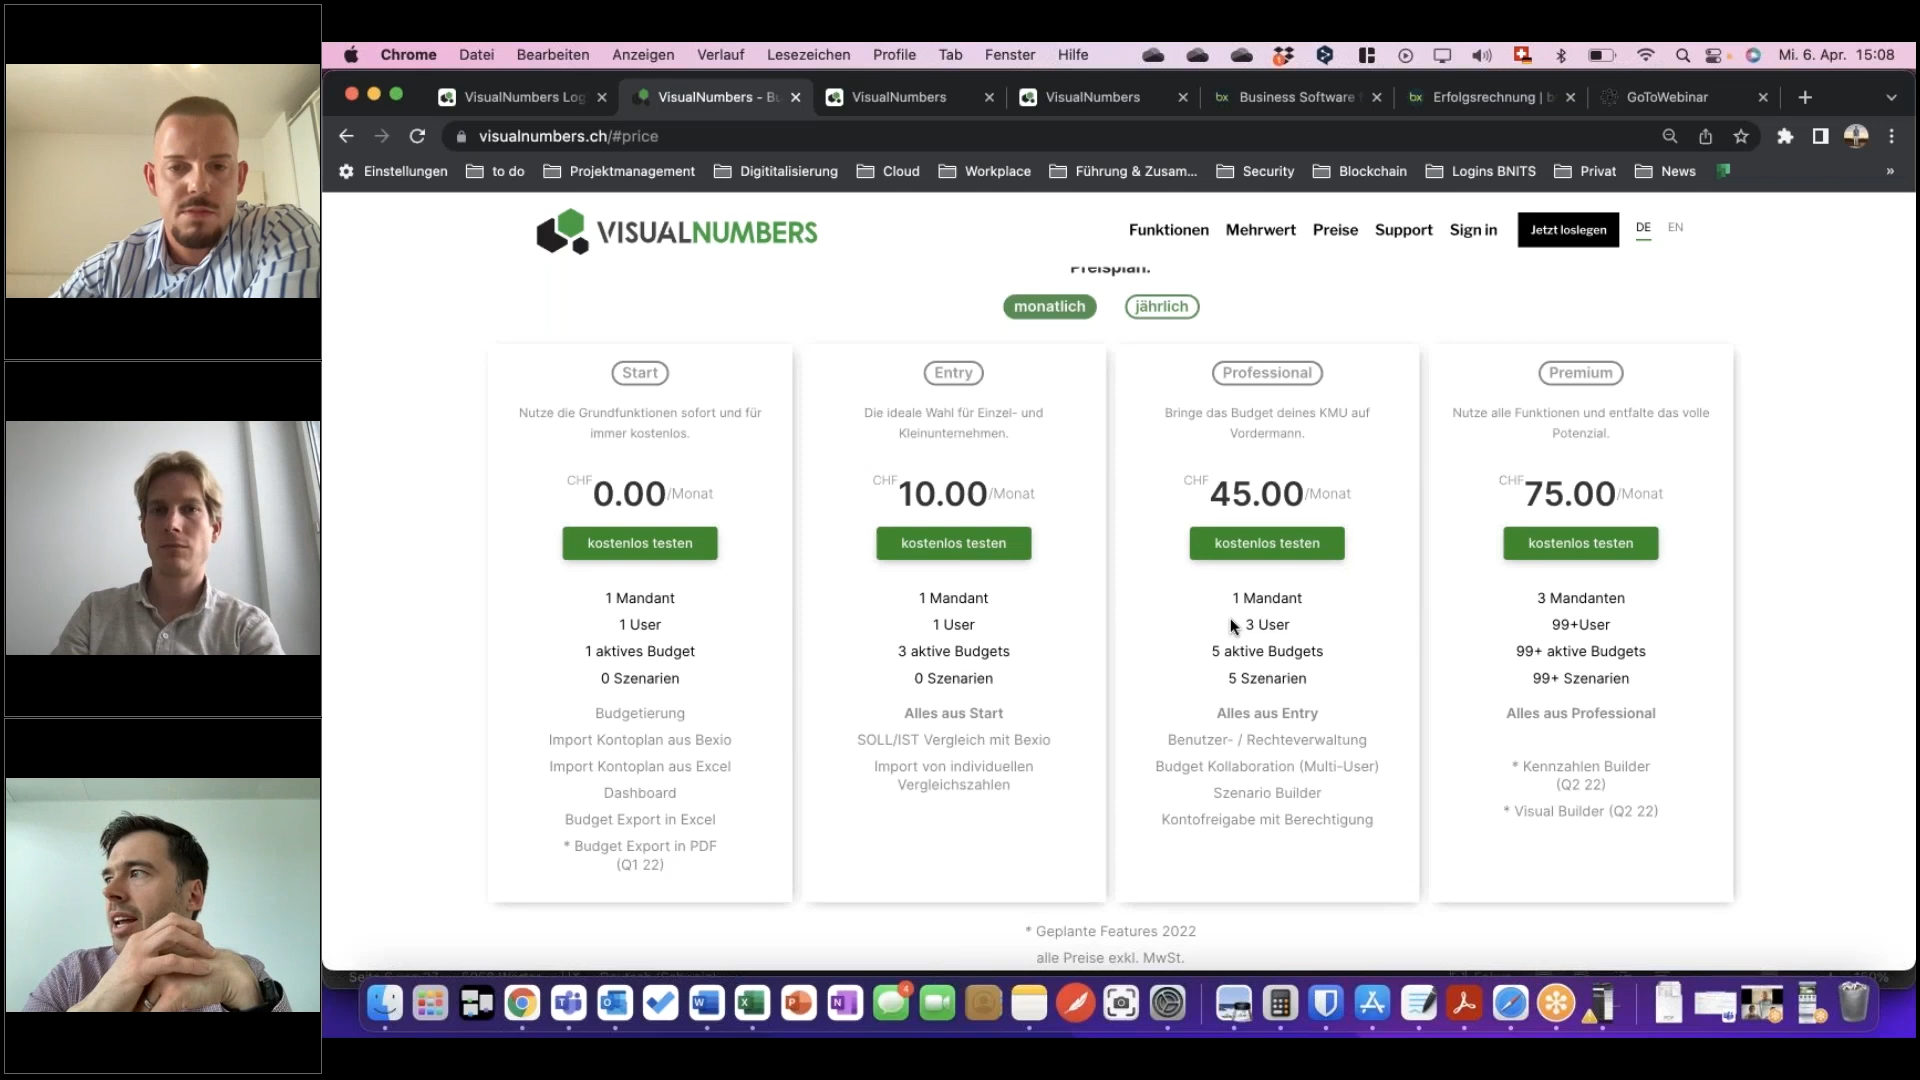 Chrome Datei Bearbeiten Anzeigen Verlauf Lesezeichen Profile Tab Fenster Hilfe Mi. 6. Apr. 15:08
VisualNumbers Log VisualNumbers - Bu VisualNumbers VisualNumbers bx Business Software bx Erfolgsrechnung | b GoToWebinar
visualnumbers.ch/#price
Einstellungen to do Projektmanagement Digititalisierung Cloud Workplace Führung & Zusam... Security Blockchain Logins BNITS Privat News »
VISUALNUMBERS Funktionen Mehrwert Preise Support Sign in Jetzt loslegen DE EN
Preisplan.
monatlich jährlich
Start
Nutze die Grundfunktionen sofort und für
immer kostenlos.
CHF 0.00/Monat
kostenlos testen
1 Mandant
1 User
1 aktives Budget
0 Szenarien
Budgetierung
Import Kontoplan aus Bexio
Import Kontoplan aus Excel
Dashboard
Budget Export in Excel
* Budget Export in PDF
(Q1 22)
Entry
Die ideale Wahl für Einzel- und
Kleinunternehmen.
CHF 10.00/Monat
kostenlos testen
1 Mandant
1 User
3 aktive Budgets
0 Szenarien
Alles aus Start
SOLL/IST Vergleich mit Bexio
Import von individuellen
Vergleichszahlen
Professional
Bringe das Budget deines KMU auf
Vordermann.
CHF 45.00/Monat
kostenlos testen
1 Mandant
3 User
5 aktive Budgets
5 Szenarien
Alles aus Entry
Benutzer- / Rechteverwaltung
Budget Kollaboration (Multi-User)
Szenario Builder
Kontofreigabe mit Berechtigung
Premium
Nutze alle Funktionen und entfalte das volle
Potenzial.
CHF 75.00/Monat
kostenlos testen
3 Mandanten
99+User
99+ aktive Budgets
99+ Szenarien
Alles aus Professional
* Kennzahlen Builder
(Q2 22)
* Visual Builder (Q2 22)
* Geplante Features 2022
alle Preise exkl. MwSt.
4